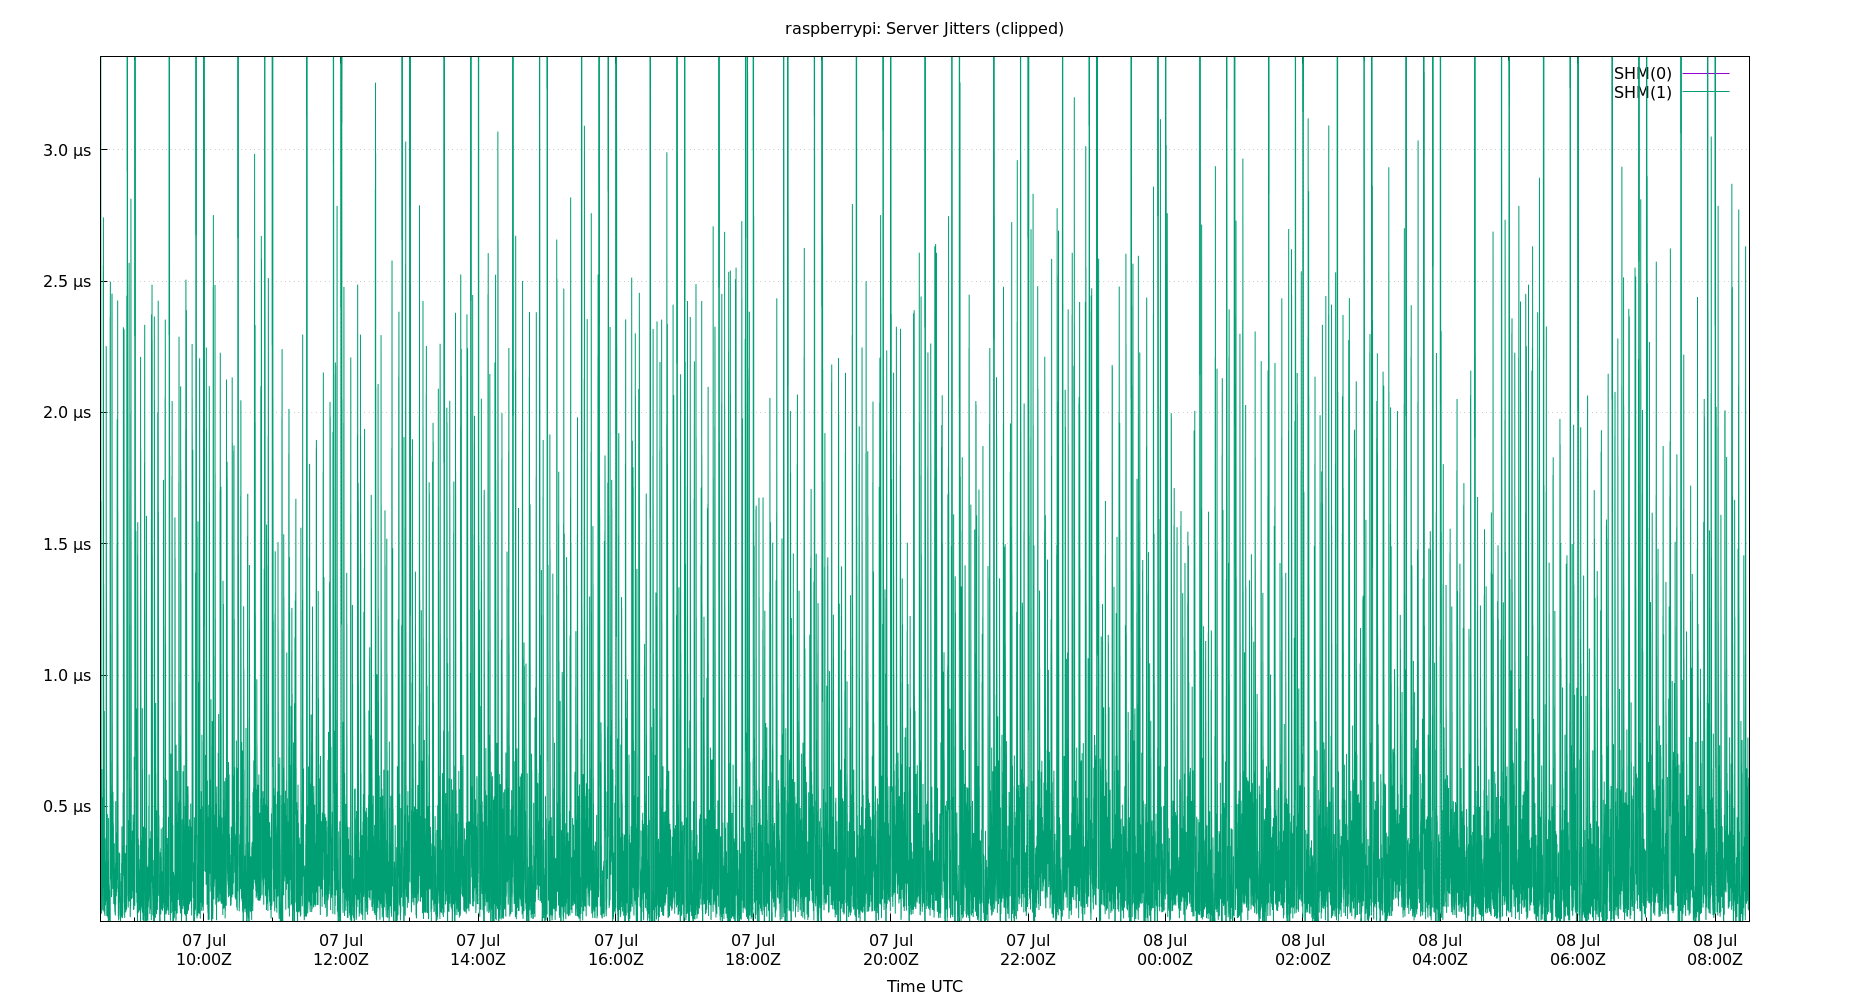 raspberrypi: Server Jitters (clipped)
SHM(0)
SHM(1)
3.0 µs
2.5 µs
2.0 µs
1.5 µs
1.0 µs
0.5 µs
07 Jul 07 Jul 07 Jul 07 Jul 07 Jul 07 Jul 07 Jul 08 Jul 08 Jul 08 Jul 08 Jul 08 Jul
10:00Z 12:00Z 14:00Z 16:00Z 18:00Z 20:00Z 22:00Z 00:00Z 02:00Z 04:00Z 06:00Z 08:00Z
Time UTC